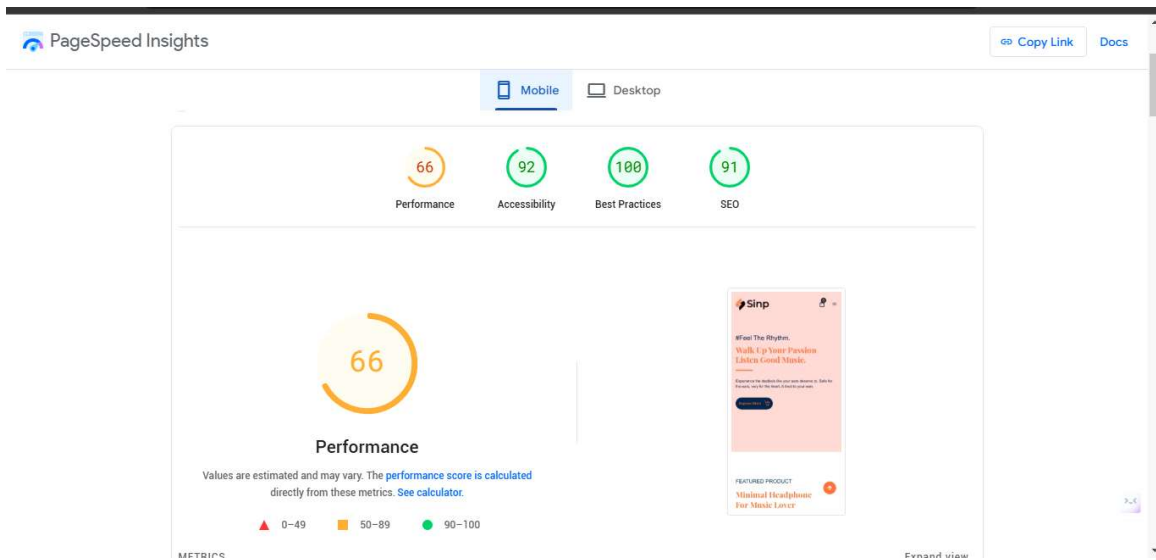 PageSpeed Insights
Copy Link
Docs
Mobile
Desktop
66
92
100
91
Performance
Accessibility
Best Practices
SEO
66
Performance
Values are estimated and may vary. The performance score is calculated
directly from these metrics. See calculator.
0–49
50–89
90–100
Sinp
#Feel The Rhythm.
Walk Up Your Passion
Listen Good Music.
FEATURED PRODUCT
Minimal Headphone
For Music Lover
METRICS
Expand view